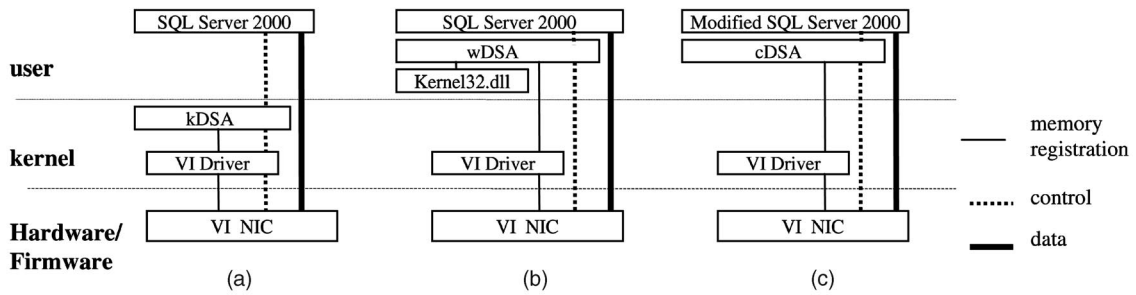 SQL Server 2000
SQL Server 2000
Modified SQL Server 2000
user
wDSA
cDSA
Kernel32.dll
kDSA
kernel
VI Driver
VI Driver
VI Driver
memory
registration
control
data
Hardware/
Firmware
VI NIC
VI NIC
VI NIC
(a)
(b)
(c)